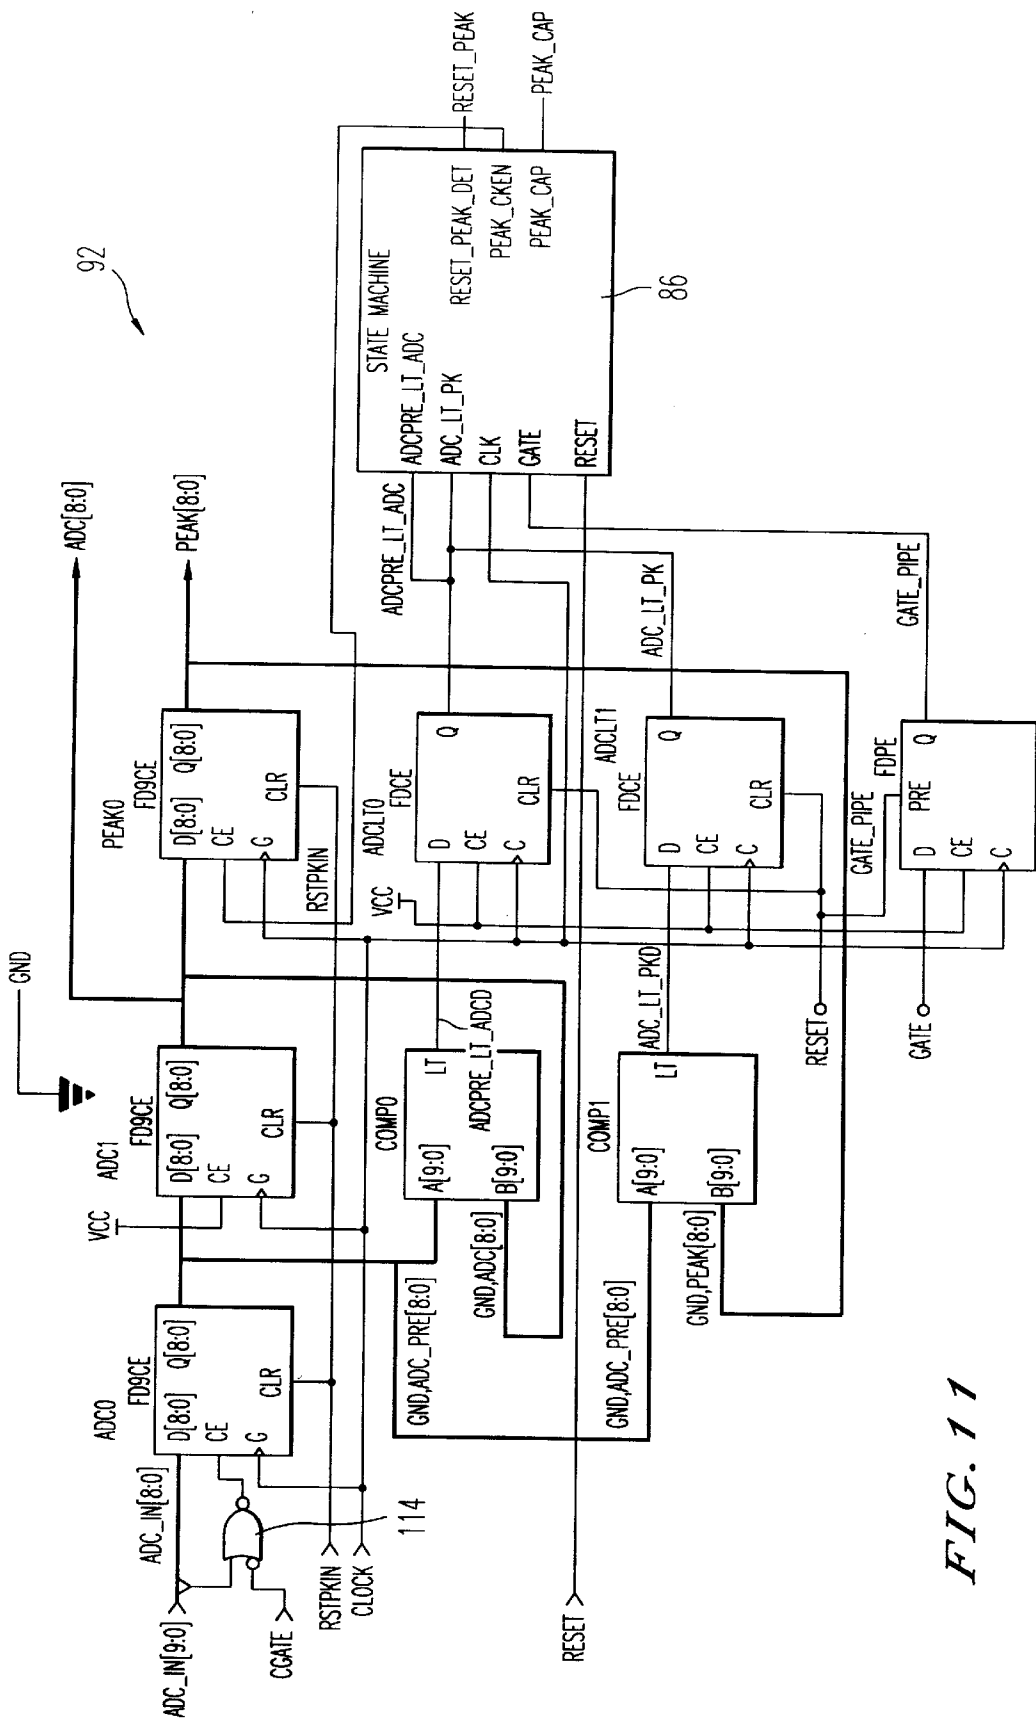 92
GND
ADC[8:0]
PEAK[8:0]
ADC_IN[9:0]
ADC_IN[8:0]
CGATE
114
RSTPKIN
CLOCK
RESET
ADC0
FD9CE
D[8:0]
Q[8:0]
CE
G
CLR
VCC
ADC1
FD9CE
D[8:0]
Q[8:0]
CE
G
CLR
PEAK0
FD9CE
D[8:0]
Q[8:0]
CE
G
CLR
RSTPKIN
GND,ADC_PRE[8:0]
GND,ADC[8:0]
COMP0
A[9:0]
B[9:0]
LT
ADCPRE_LT_ADC
ADCPRE_LT_ADCD
GND,ADC_PRE[8:0]
GND,PEAK[8:0]
COMP1
A[9:0]
B[9:0]
LT
ADC_LT_PKD
VCC
ADCLT0
FDCE
D
Q
CE
C
CLR
ADCLT1
FDCE
D
Q
CE
C
CLR
RESET
GATE
GATE_PIPE
FDPE
PRE
D
Q
CE
C
GATE_PIPE
ADCPRE_LT_ADC
ADC_LT_PK
STATE MACHINE
ADCPRE_LT_ADC
ADC_LT_PK
CLK
GATE
RESET
RESET_PEAK_DET
PEAK_CKEN
PEAK_CAP
RESET_PEAK
PEAK_CAP
86
FIG. 11